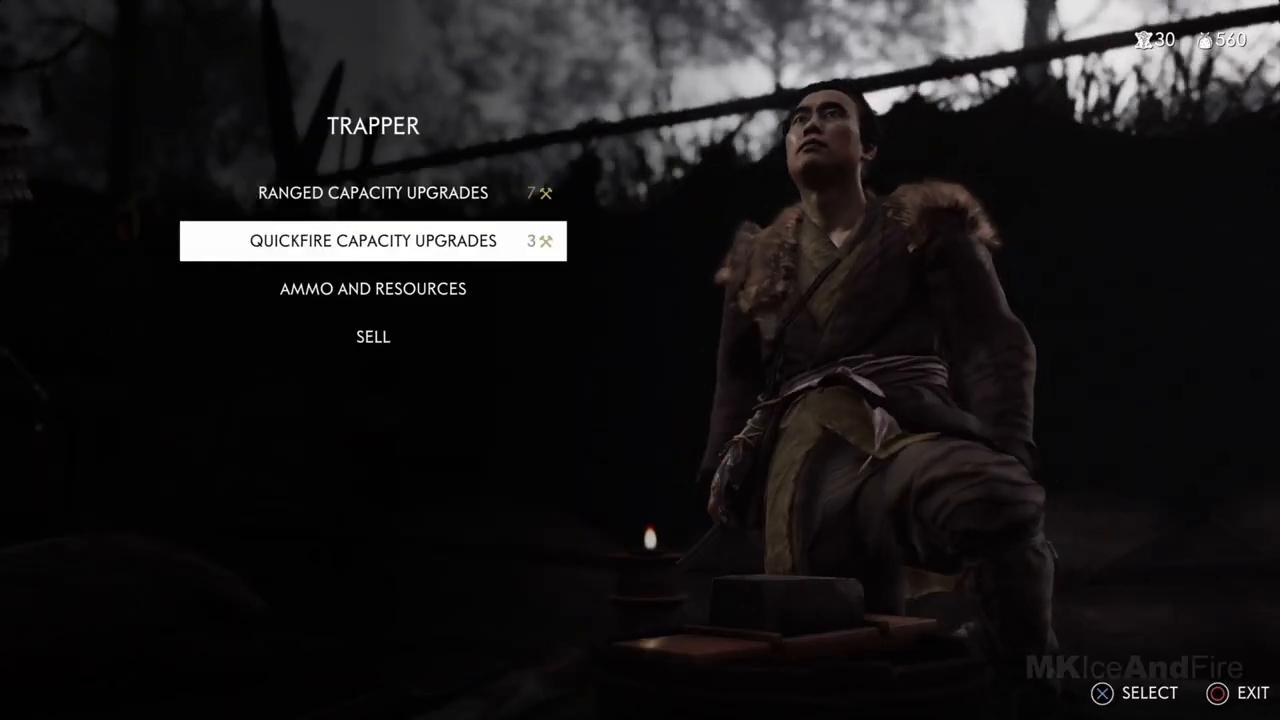 30 560
TRAPPER
RANGED CAPACITY UPGRADES 7
QUICKFIRE CAPACITY UPGRADES 3
AMMO AND RESOURCES
SELL
MKIceAndFire
SELECT EXIT